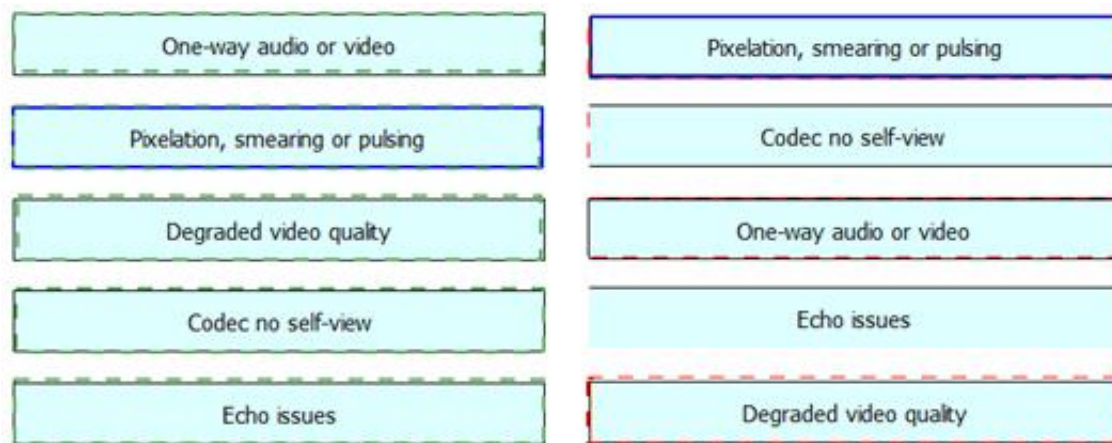 One-way audio or video
Pixelation, smearing or pulsing
Degraded video quality
Codec no self-view
Echo issues
Pixelation, smearing or pulsing
Codec no self-view
One-way audio or video
Echo issues
Degraded video quality